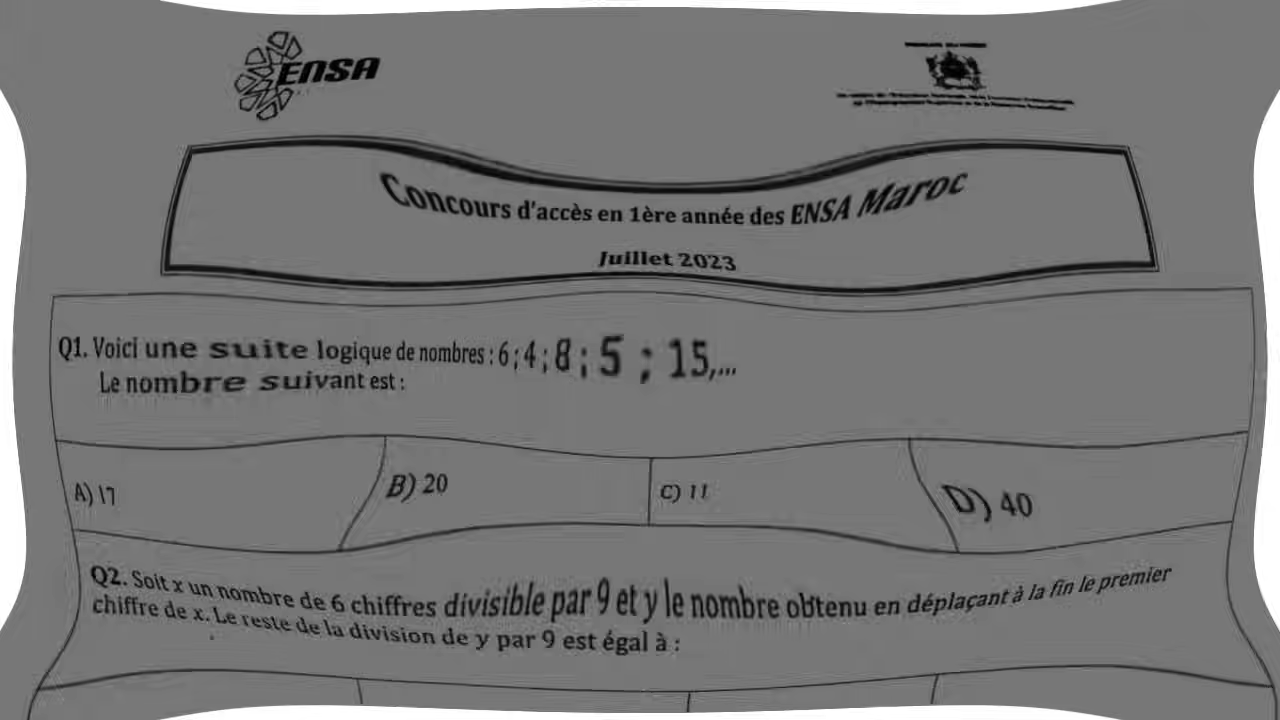 ENSA
Concours d'accès en 1ère année des ENSA Maroc
Juillet 2023
Q1. Voici une suite logique de nombres : 6 ; 4 ; 8 ; 5 ; 15,...
Le nombre suivant est :
A) 17
B) 20
C) 11
D) 40
Q2. Soit x un nombre de 6 chiffres divisible par 9 et y le nombre obtenu en déplaçant à la fin le premier
chiffre de x. Le reste de la division de y par 9 est égal à :